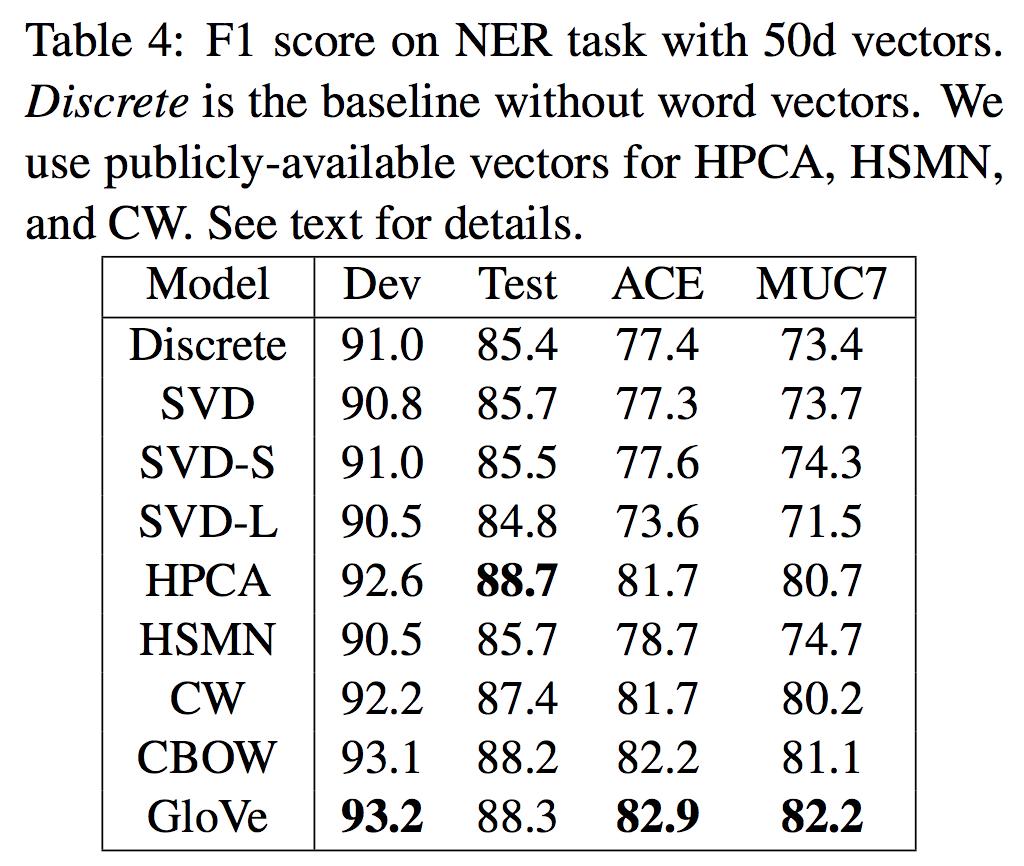 Table 4: F1 score on NER task with 50d vectors.
Discrete is the baseline without word vectors. We
use publicly-available vectors for HPCA, HSMN,
and CW. See text for details.
Model Dev Test ACE MUC7
Discrete 91.0 85.4 77.4 73.4
SVD 90.8 85.7 77.3 73.7
SVD-S 91.0 85.5 77.6 74.3
SVD-L 90.5 84.8 73.6 71.5
HPCA 92.6 88.7 81.7 80.7
HSMN 90.5 85.7 78.7 74.7
CW 92.2 87.4 81.7 80.2
CBOW 93.1 88.2 82.2 81.1
GloVe 93.2 88.3 82.9 82.2